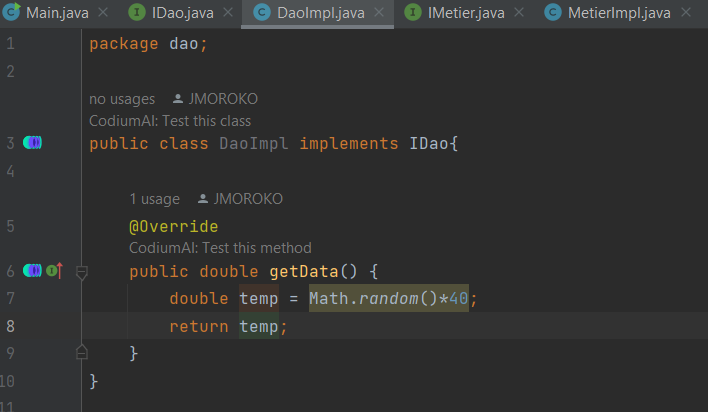 Main.java IDao.java DaoImpl.java IMetier.java MetierImpl.java
1 package dao;
2
no usages JMOROKO
CodiumAI: Test this class
3 public class DaoImpl implements IDao{
4
1 usage JMOROKO
5 @Override
CodiumAI: Test this method
6 public double getData() {
7 double temp = Math.random()*40;
8 return temp;
9 }
10 }
11